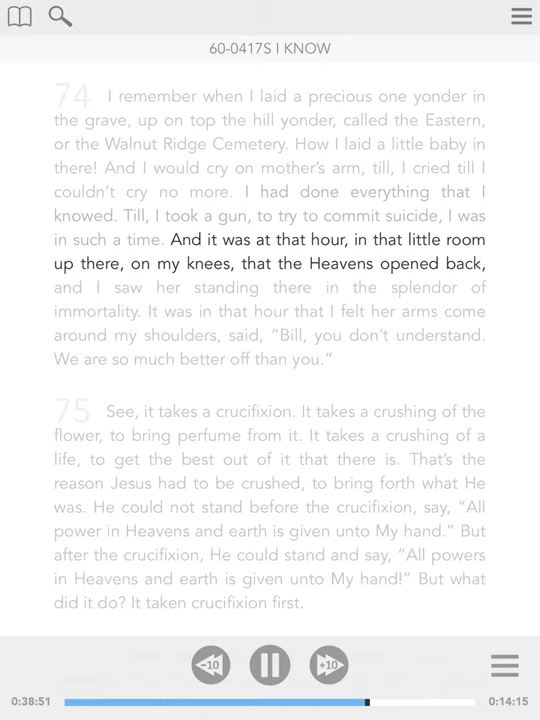 60-0417S I KNOW
74 I remember when I laid a precious one yonder in
the grave, up on top the hill yonder, called the Eastern,
or the Walnut Ridge Cemetery. How I laid a little baby in
there! And I would cry on mother's arm, till, I cried till I
couldn't cry no more. I had done everything that I
knowed. Till, I took a gun, to try to commit suicide, I was
in such a time. And it was at that hour, in that little room
up there, on my knees, that the Heavens opened back,
and I saw her standing there in the splendor of
immortality. It was in that hour that I felt her arms come
around my shoulders, said, “Bill, you don't understand.
We are so much better off than you.”
75 See, it takes a crucifixion. It takes a crushing of the
flower, to bring perfume from it. It takes a crushing of a
life, to get the best out of it that there is. That's the
reason Jesus had to be crushed, to bring forth what He
was. He could not stand before the crucifixion, say, “All
power in Heavens and earth is given unto My hand.” But
after the crucifixion, He could stand and say, “All powers
in Heavens and earth is given unto My hand!” But what
did it do? It taken crucifixion first.
-10
+10
0:38:51
0:14:15